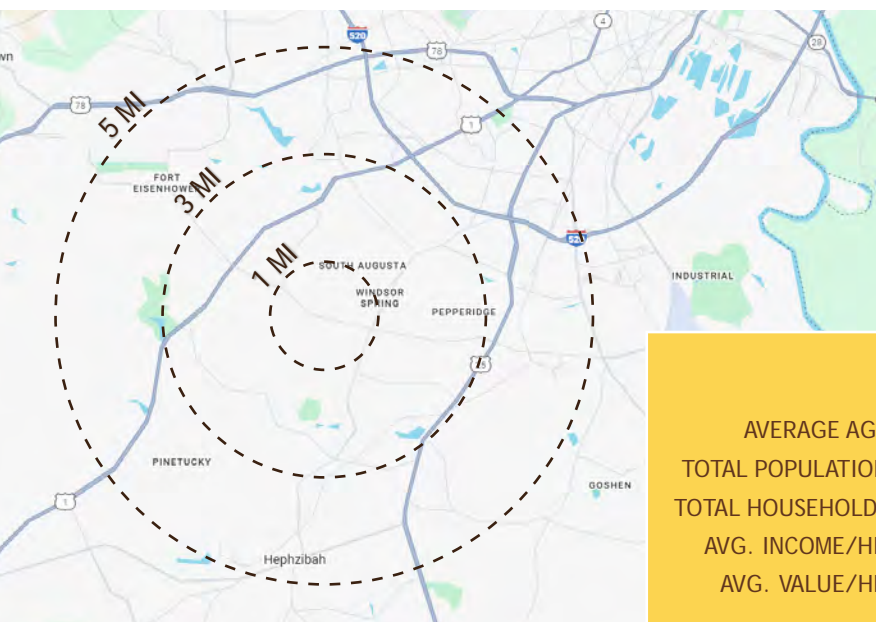 520
4
78
28
wn
78
5 MI
1
FORT
EISENHOWER
3 MI
520
SOUTH AUGUSTA
1 MI
INDUSTRIAL
WINDSOR
SPRING
PEPPERIDGE
25
AVERAGE AG
TOTAL POPULATION
PINETUCKY
TOTAL HOUSEHOLD
GOSHEN
1
AVG. INCOME/H
Hephzibah
AVG. VALUE/H